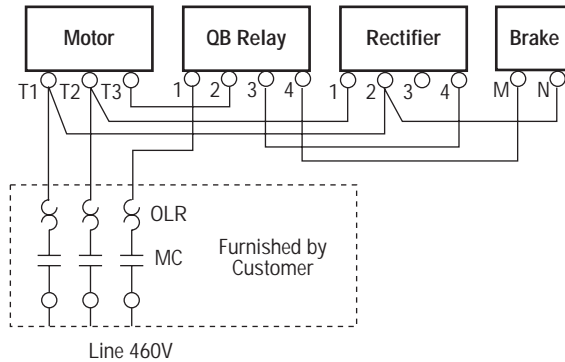 Motor QB Relay Rectifier Brake
T1 T2 T3 1 2 3 4 1 2 3 4 M N
OLR
MC
Furnished by
Customer
Line 460V